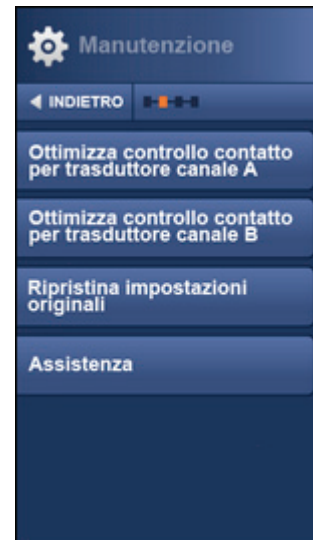 Manutenzione
INDIETRO
Ottimizza controllo contatto
per trasduttore canale A
Ottimizza controllo contatto
per trasduttore canale B
Ripristina impostazioni
originali
Assistenza